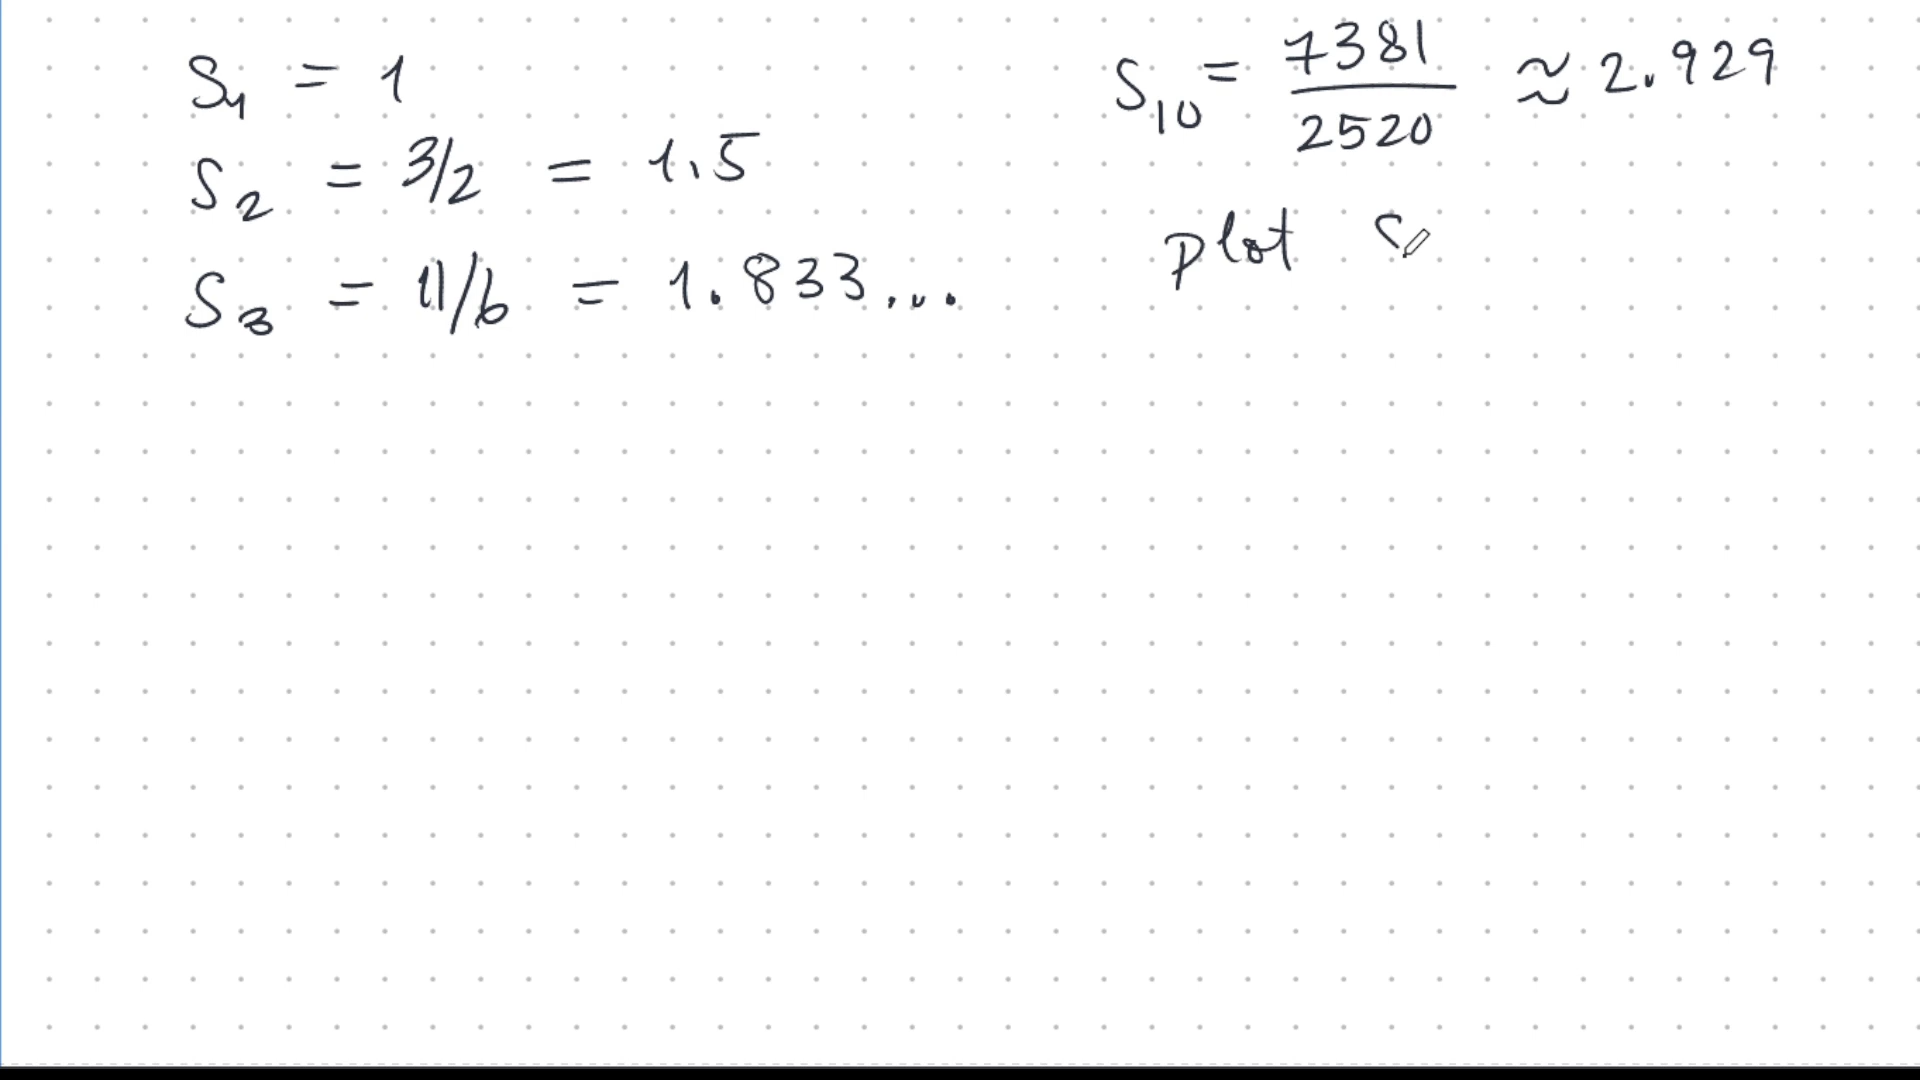 S₁ = 1
S₂ = 3/2 = 1.5
S₃ = 11/6 = 1.833...
S₁₀ = 7381/2520 ≈ 2.929
plot S